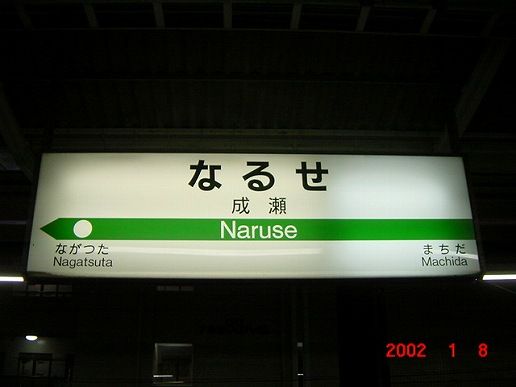 なるせ
成瀬
Naruse
ながつた
Nagatsuta
まちだ
Machida
2002 1 8